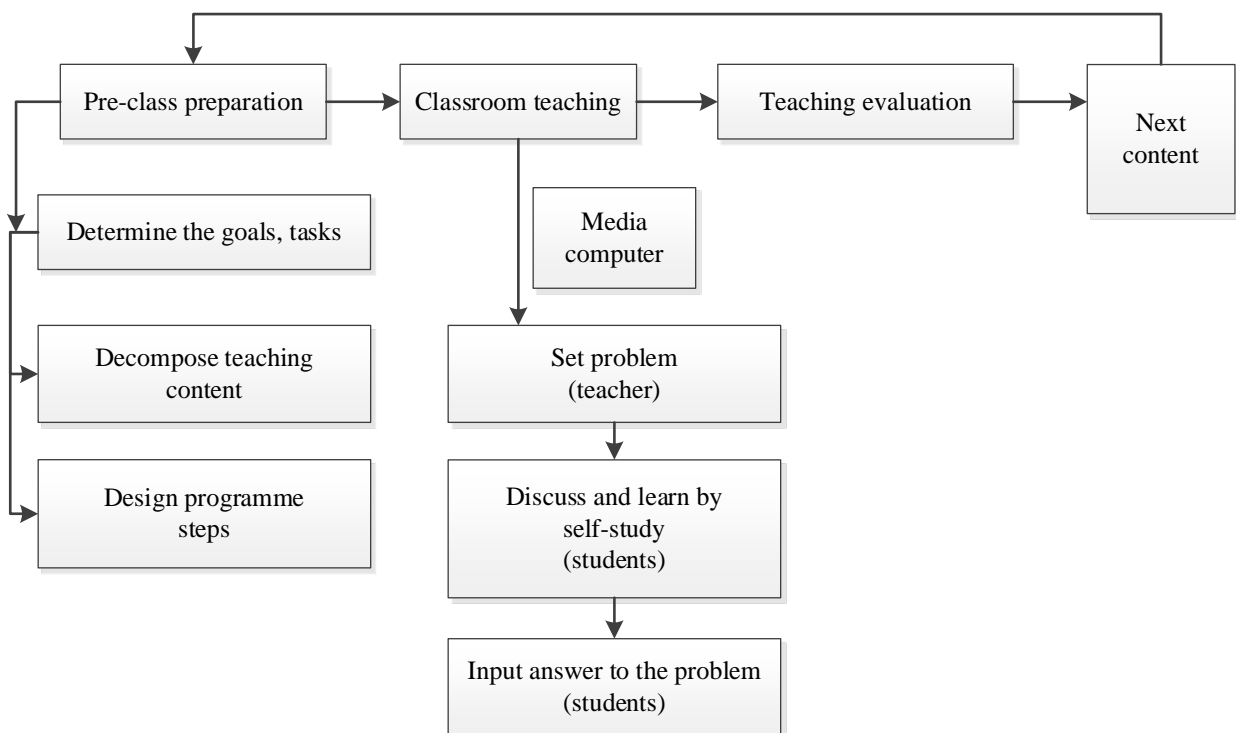 Pre-class preparation
Classroom teaching
Teaching evaluation
Next
content
Determine the goals, tasks
Media
computer
Decompose teaching
content
Set problem
(teacher)
Design programme
steps
Discuss and learn by
self-study
(students)
Input answer to the problem
(students)